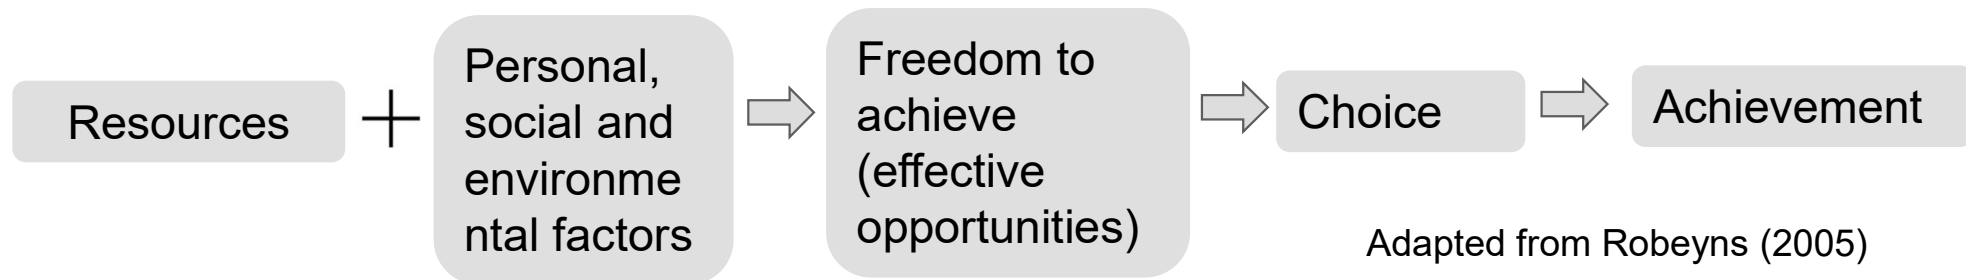 Resources
Personal,
social and
environme
ntal factors
Freedom to
achieve
(effective
opportunities)
Choice
Achievement
Adapted from Robeyns (2005)